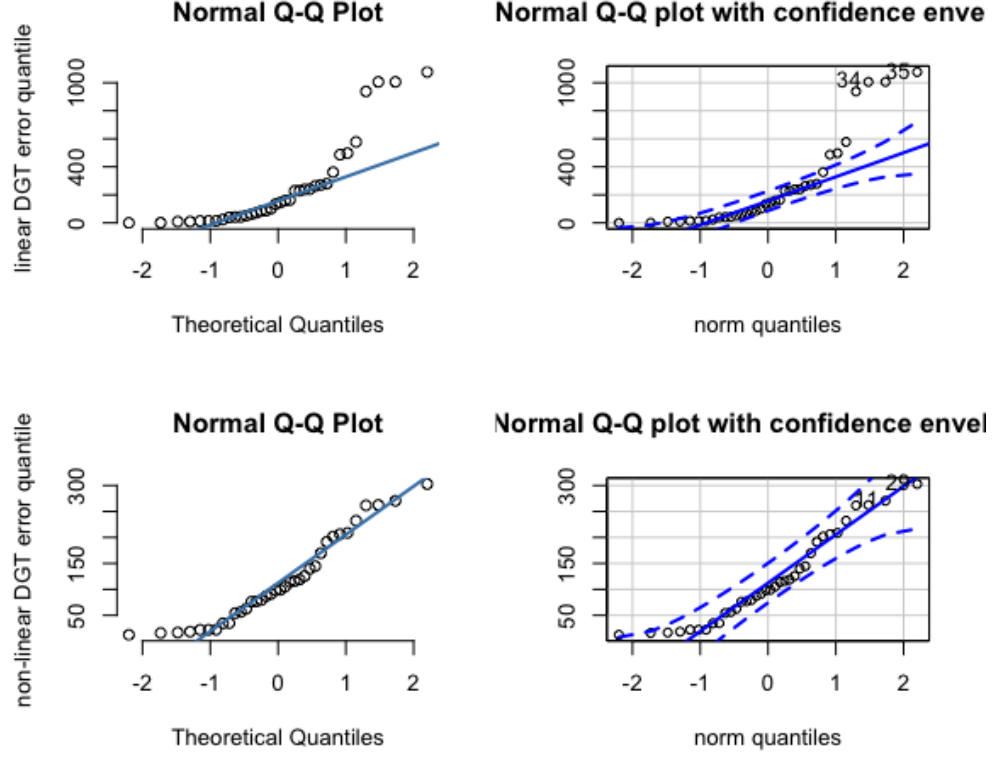 Normal Q-Q Plot
linear DGT error quantile
1000
400
0
-2 -1 0 1 2
Theoretical Quantiles
Normal Q-Q plot with confidence enve
34 35
1000
400
0
-2 -1 0 1 2
norm quantiles
Normal Q-Q Plot
non-linear DGT error quantile
300
150
50
-2 -1 0 1 2
Theoretical Quantiles
Normal Q-Q plot with confidence envel
29
11
300
150
50
-2 -1 0 1 2
norm quantiles